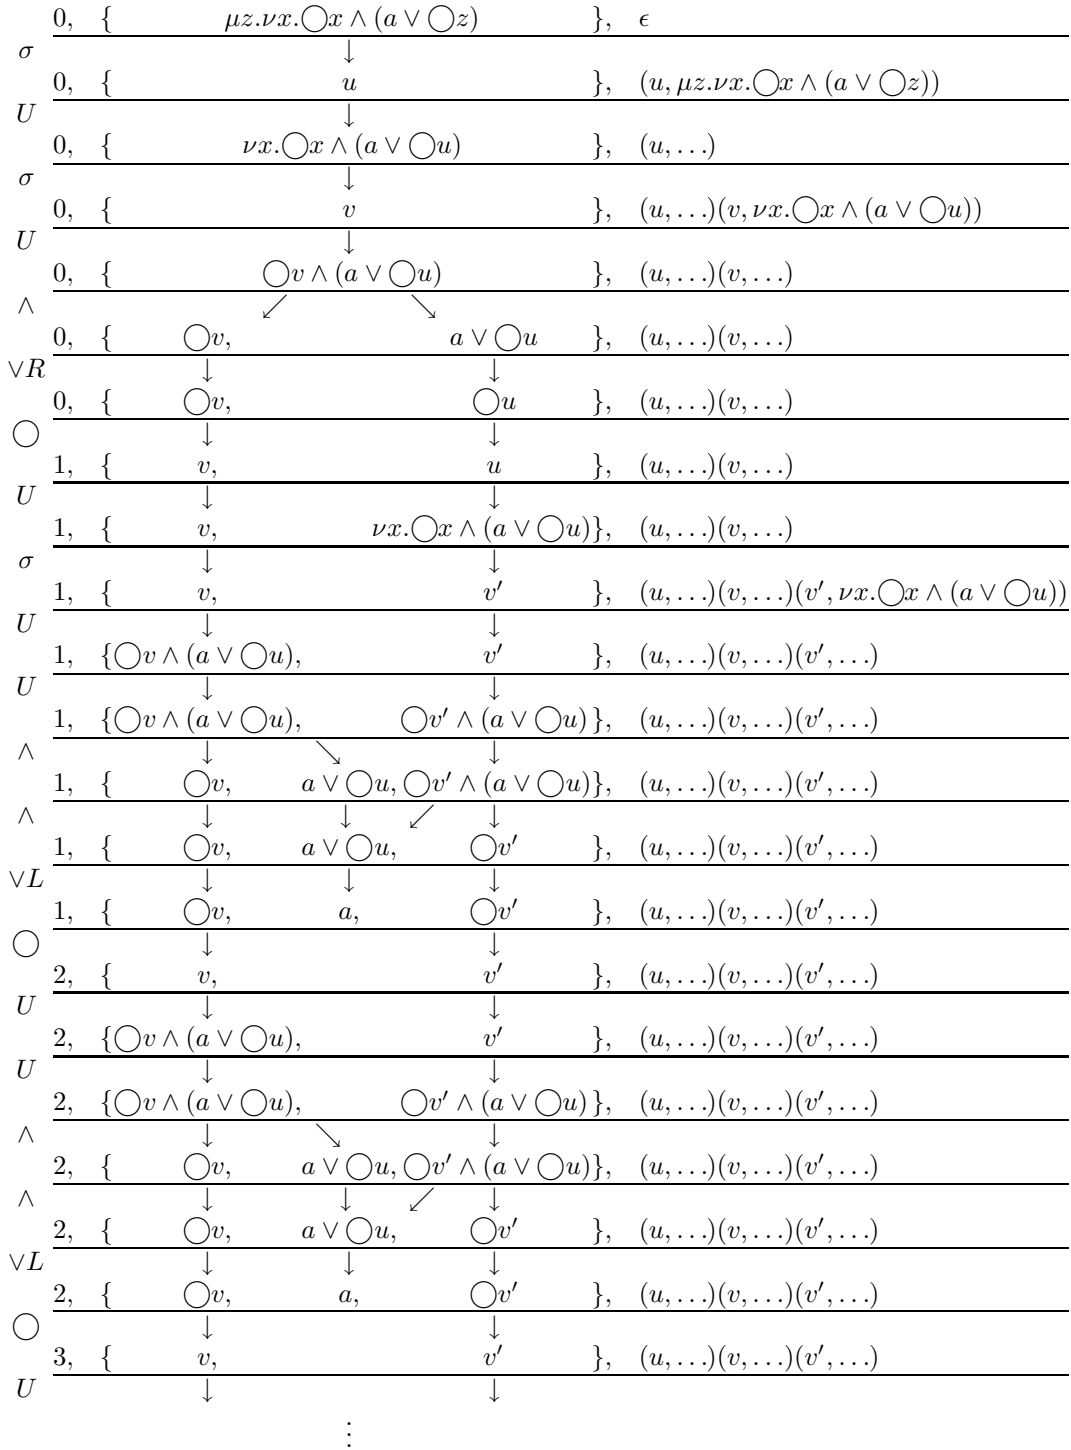 0, { μz.νx.◯x ∧ (a ∨ ◯z) }, ϵ
σ ↓
0, { u }, (u, μz.νx.◯x ∧ (a ∨ ◯z))
U ↓
0, { νx.◯x ∧ (a ∨ ◯u) }, (u, …)
σ ↓
0, { v }, (u, …)(v, νx.◯x ∧ (a ∨ ◯u))
U ↓
0, { ◯v ∧ (a ∨ ◯u) }, (u, …)(v, …)
∧ ↙ ↘
0, { ◯v, a ∨ ◯u }, (u, …)(v, …)
∨R ↓ ↓
0, { ◯v, ◯u }, (u, …)(v, …)
◯ ↓ ↓
1, { v, u }, (u, …)(v, …)
U ↓ ↓
1, { v, νx.◯x ∧ (a ∨ ◯u)}, (u, …)(v, …)
σ ↓ ↓
1, { v, v′ }, (u, …)(v, …)(v′, νx.◯x ∧ (a ∨ ◯u))
U ↓ ↓
1, {◯v ∧ (a ∨ ◯u), v′ }, (u, …)(v, …)(v′, …)
U ↓ ↓
1, {◯v ∧ (a ∨ ◯u), ◯v′ ∧ (a ∨ ◯u)}, (u, …)(v, …)(v′, …)
∧ ↓ ↘ ↓
1, { ◯v, a ∨ ◯u, ◯v′ ∧ (a ∨ ◯u)}, (u, …)(v, …)(v′, …)
∧ ↓ ↓ ↙ ↓
1, { ◯v, a ∨ ◯u, ◯v′ }, (u, …)(v, …)(v′, …)
∨L ↓ ↓ ↓
1, { ◯v, a, ◯v′ }, (u, …)(v, …)(v′, …)
◯ ↓ ↓
2, { v, v′ }, (u, …)(v, …)(v′, …)
U ↓ ↓
2, {◯v ∧ (a ∨ ◯u), v′ }, (u, …)(v, …)(v′, …)
U ↓ ↓
2, {◯v ∧ (a ∨ ◯u), ◯v′ ∧ (a ∨ ◯u)}, (u, …)(v, …)(v′, …)
∧ ↓ ↘ ↓
2, { ◯v, a ∨ ◯u, ◯v′ ∧ (a ∨ ◯u)}, (u, …)(v, …)(v′, …)
∧ ↓ ↓ ↙ ↓
2, { ◯v, a ∨ ◯u, ◯v′ }, (u, …)(v, …)(v′, …)
∨L ↓ ↓ ↓
2, { ◯v, a, ◯v′ }, (u, …)(v, …)(v′, …)
◯ ↓ ↓
3, { v, v′ }, (u, …)(v, …)(v′, …)
U ↓ ↓
⋮